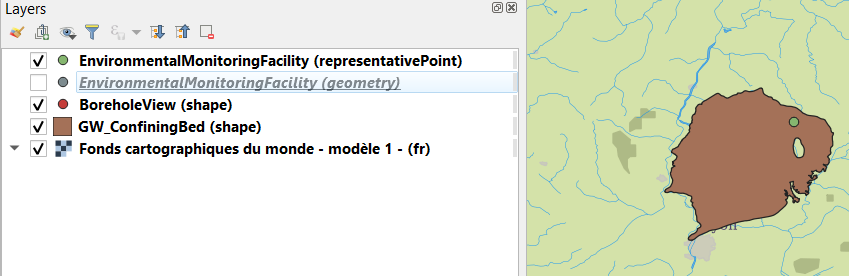 Layers
EnvironmentalMonitoringFacility (representativePoint)
EnvironmentalMonitoringFacility (geometry)
BoreholeView (shape)
GW_ConfiningBed (shape)
Fonds cartographiques du monde - modèle 1 - (fr)